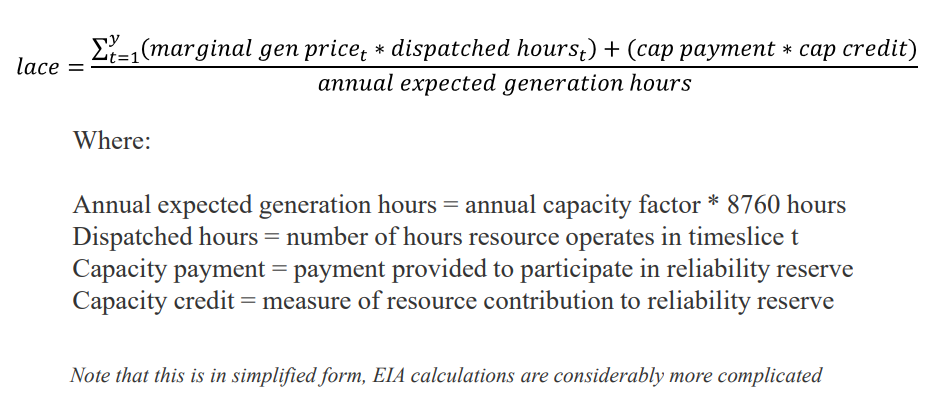 lace = \frac{\sum_{t=1}^{y}(marginal gen price_t * dispatched hours_t) + (cap payment * cap credit)}{annual expected generation hours}
Where:
Annual expected generation hours = annual capacity factor * 8760 hours
Dispatched hours = number of hours resource operates in timeslice t
Capacity payment = payment provided to participate in reliability reserve
Capacity credit = measure of resource contribution to reliability reserve
Note that this is in simplified form, EIA calculations are considerably more complicated